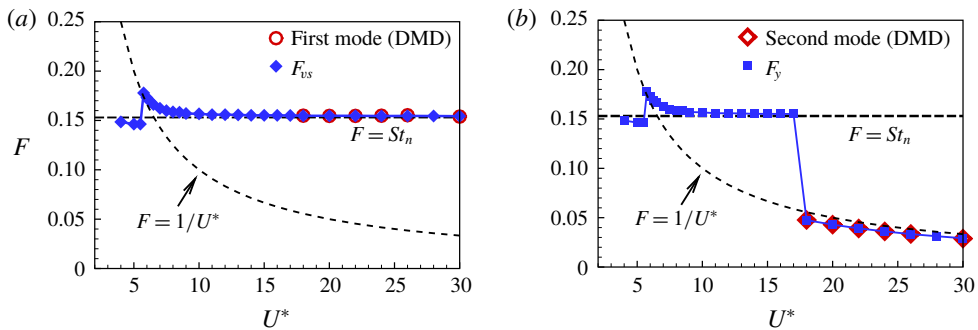 (a)
0.25
0.20
0.15
0.10
0.05
0
F
First mode (DMD)
F_vs
F = St_n
F = 1/U*
5 10 15 20 25 30
U*
(b)
0.25
0.20
0.15
0.10
0.05
0
Second mode (DMD)
F_y
F = St_n
F = 1/U*
5 10 15 20 25 30
U*